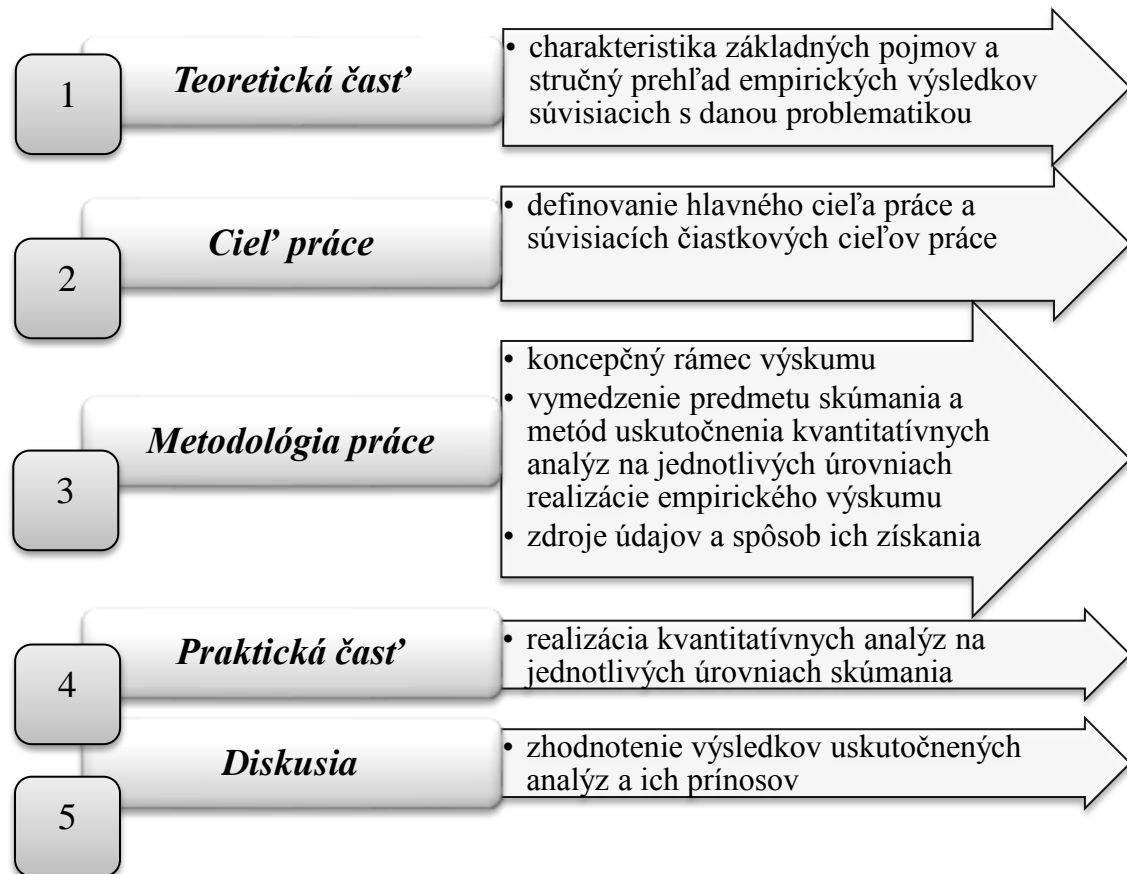 1
Teoretická časť
• charakteristika základných pojmov a
stručný prehľad empirických výsledkov
súvisiacich s danou problematikou
2
Cieľ práce
• definovanie hlavného cieľa práce a
súvisiacích čiastkových cieľov práce
3
Metodológia práce
• koncepčný rámec výskumu
• vymedzenie predmetu skúmania a
metód uskutočnenia kvantitatívnych
analýz na jednotlivých úrovniach
realizácie empirického výskumu
• zdroje údajov a spôsob ich získania
4
Praktická časť
• realizácia kvantitatívnych analýz na
jednotlivých úrovniach skúmania
5
Diskusia
• zhodnotenie výsledkov uskutočnených
analýz a ich prínosov